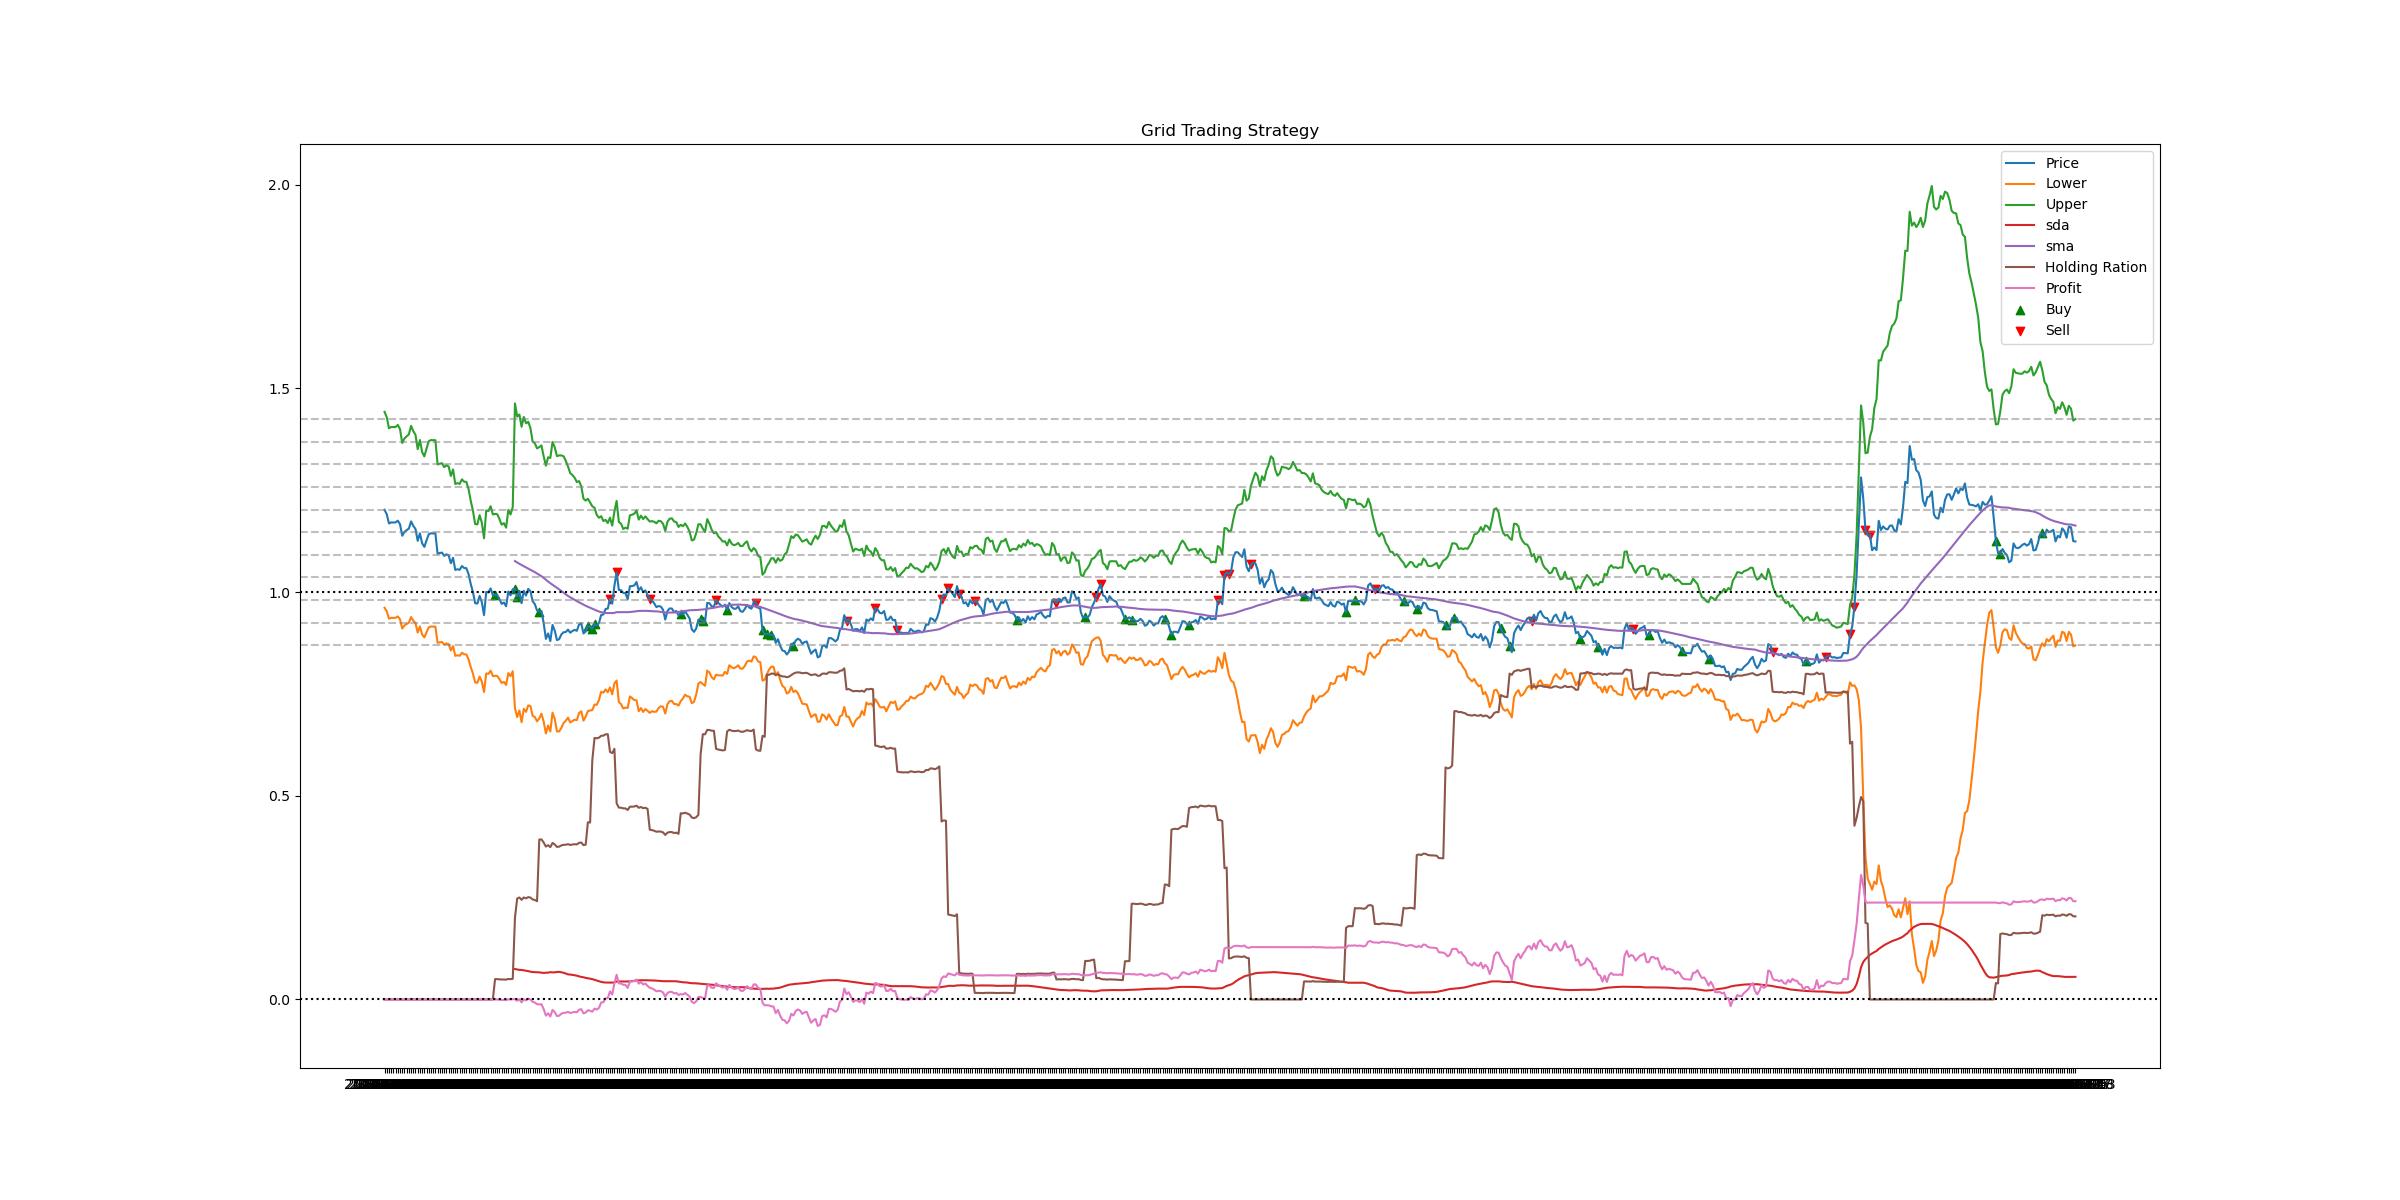 Grid Trading Strategy
2.0
1.5
1.0
0.5
0.0
Price
Lower
Upper
sda
sma
Holding Ration
Profit
Buy
Sell